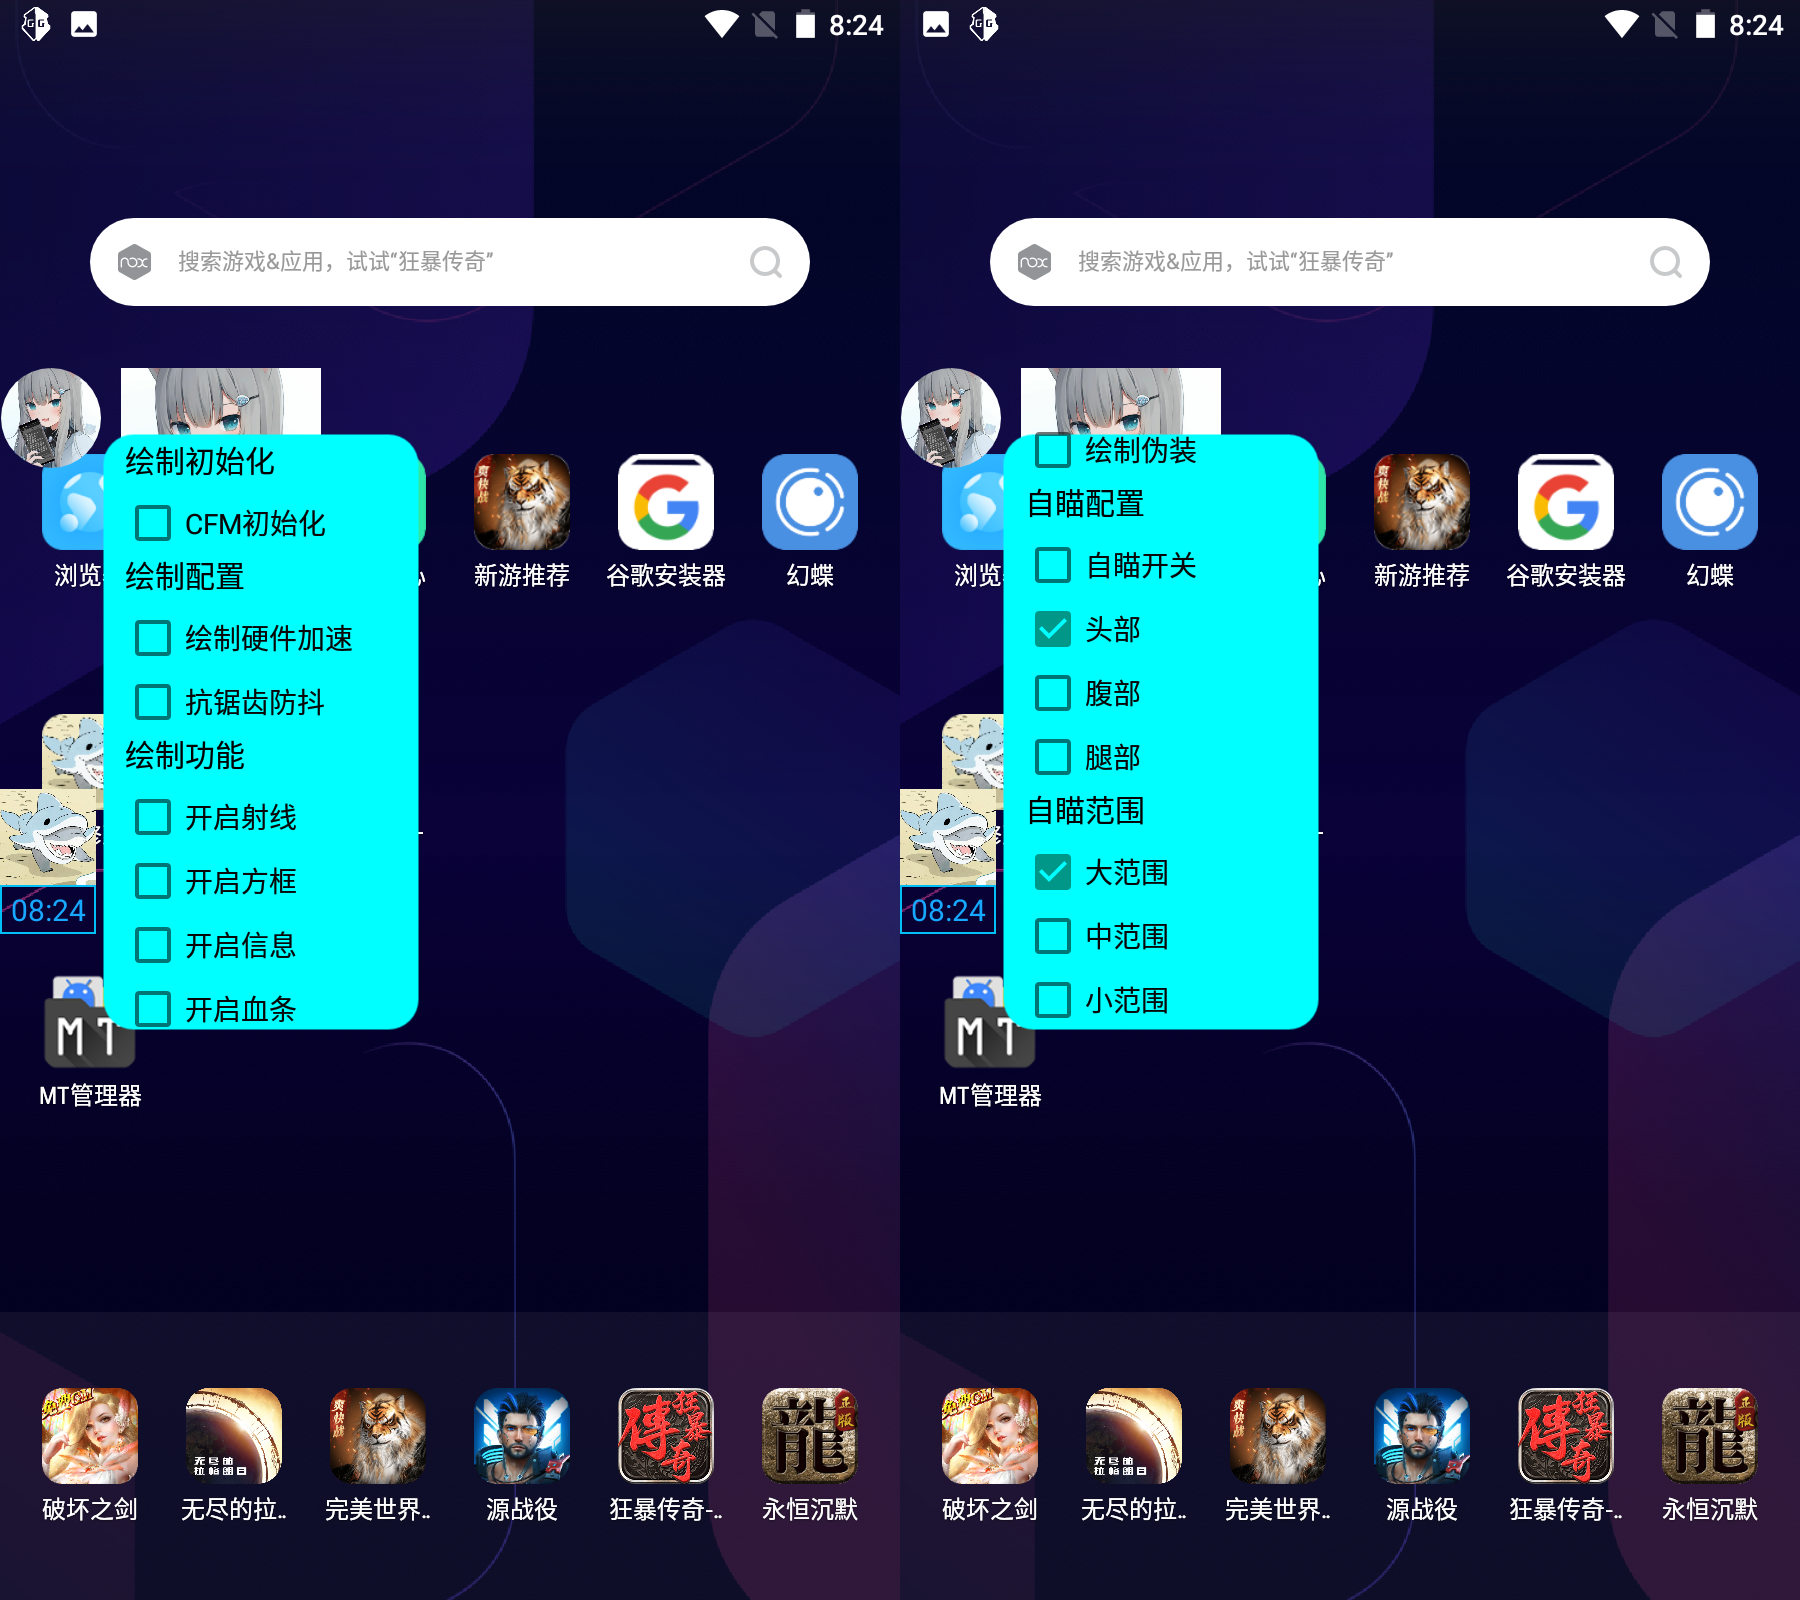 8:24
搜索游戏&应用，试试“狂暴传奇”
绘制初始化
CFM初始化
绘制配置
绘制硬件加速
抗锯齿防抖
绘制功能
开启射线
开启方框
开启信息
开启血条
浏览
新游推荐
谷歌安装器
幻蝶
08:24
MT
MT管理器
破坏之剑
无尽的拉..
完美世界..
源战役
狂暴传奇-..
永恒沉默
8:24
搜索游戏&应用，试试“狂暴传奇”
绘制伪装
自瞄配置
自瞄开关
头部
腹部
腿部
自瞄范围
大范围
中范围
小范围
浏览
新游推荐
谷歌安装器
幻蝶
08:24
MT
MT管理器
破坏之剑
无尽的拉..
完美世界..
源战役
狂暴传奇-..
永恒沉默